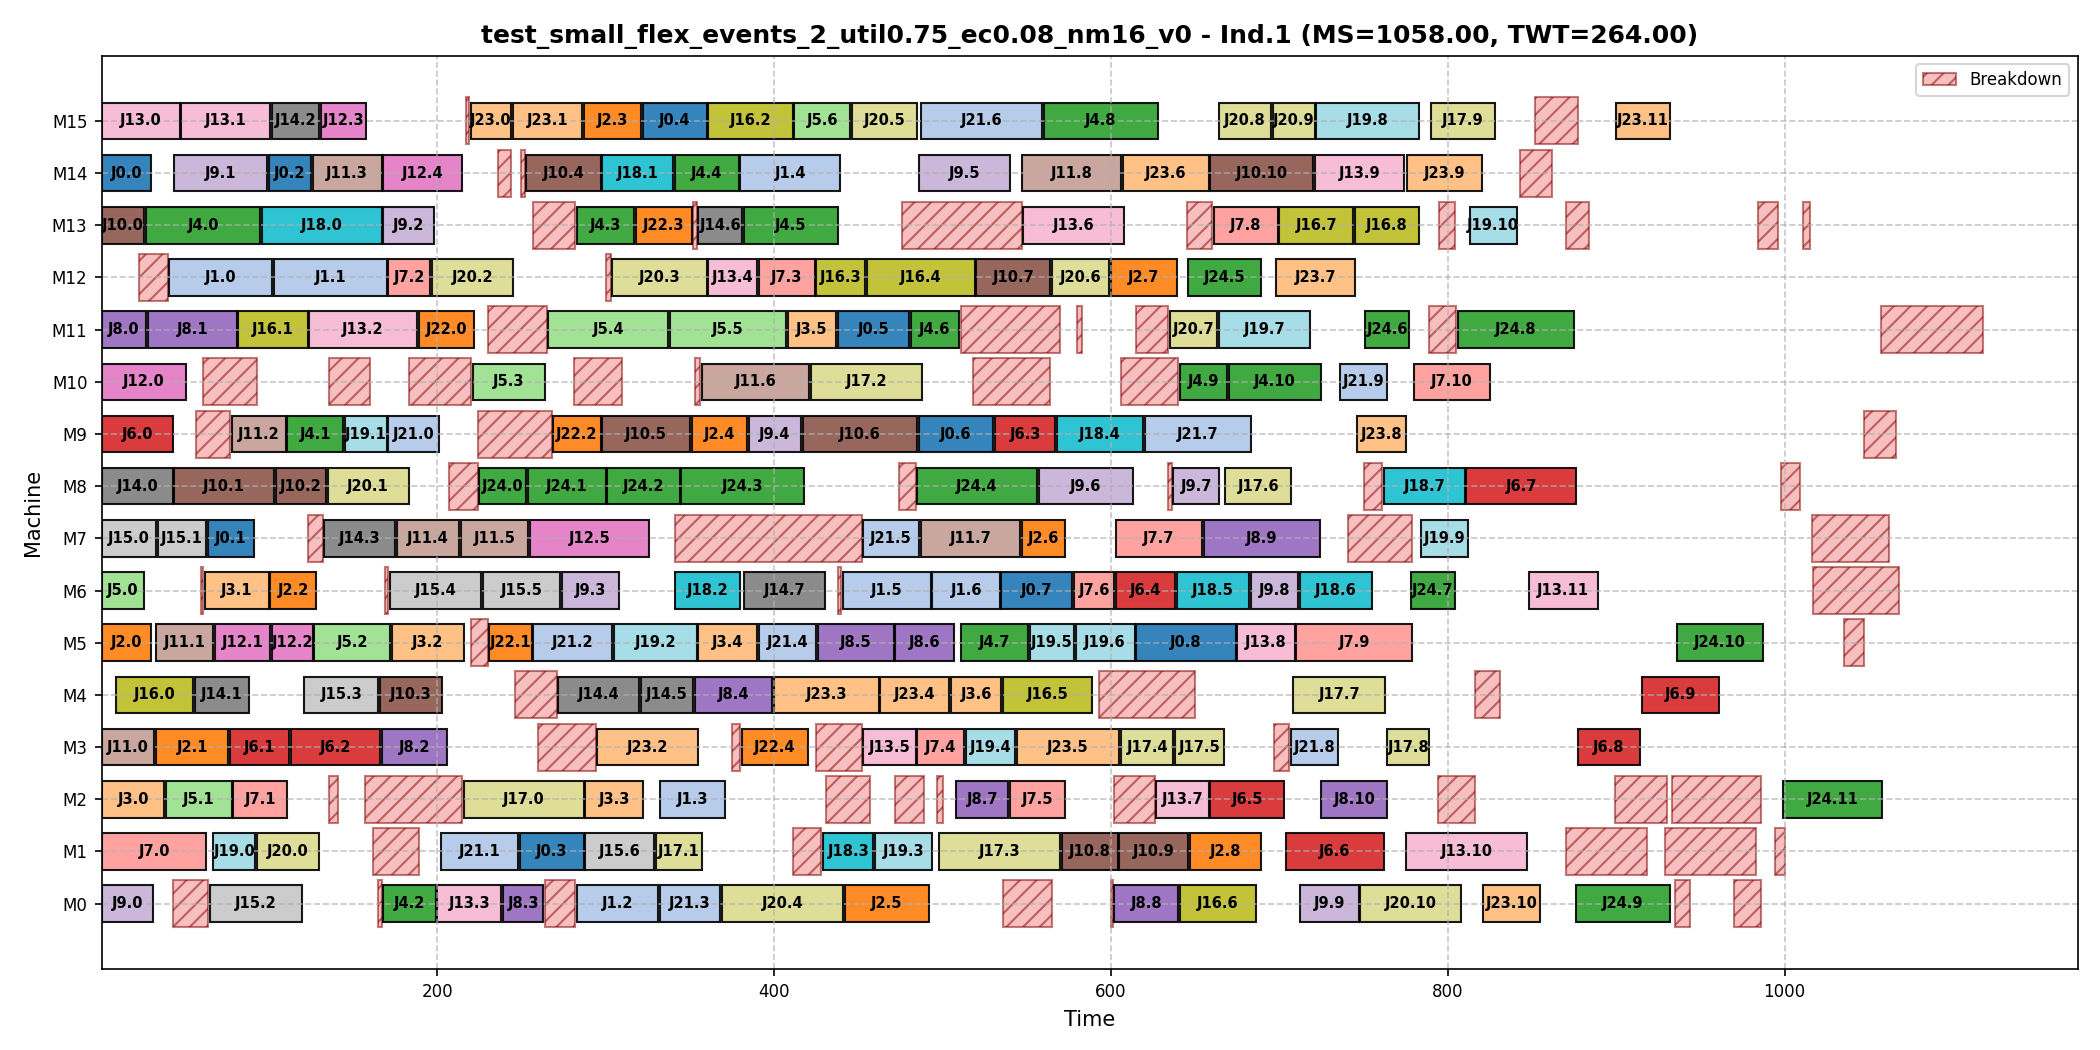 test_small_flex_events_2_util0.75_ec0.08_nm16_v0 - Ind.1 (MS=1058.00, TWT=264.00)
Breakdown
M15 J13.0 J13.1 J14.2 J12.3 J23.0 J23.1 J2.3 J0.4 J16.2 J5.6 J20.5 J21.6 J4.8 J20.8 J20.9 J19.8 J17.9 J23.11
M14 J0.0 J9.1 J0.2 J11.3 J12.4 J10.4 J18.1 J4.4 J1.4 J9.5 J11.8 J23.6 J10.10 J13.9 J23.9
M13 J10.0 J4.0 J18.0 J9.2 J4.3 J22.3 J14.6 J4.5 J13.6 J7.8 J16.7 J16.8 J19.10
M12 J1.0 J1.1 J7.2 J20.2 J20.3 J13.4 J7.3 J16.3 J16.4 J10.7 J20.6 J2.7 J24.5 J23.7
M11 J8.0 J8.1 J16.1 J13.2 J22.0 J5.4 J5.5 J3.5 J0.5 J4.6 J20.7 J19.7 J24.6 J24.8
M10 J12.0 J5.3 J11.6 J17.2 J4.9 J4.10 J21.9 J7.10
M9 J6.0 J11.2 J4.1 J19.1 J21.0 J22.2 J10.5 J2.4 J9.4 J10.6 J0.6 J6.3 J18.4 J21.7 J23.8
M8 J14.0 J10.1 J10.2 J20.1 J24.0 J24.1 J24.2 J24.3 J24.4 J9.6 J9.7 J17.6 J18.7 J6.7
M7 J15.0 J15.1 J0.1 J14.3 J11.4 J11.5 J12.5 J21.5 J11.7 J2.6 J7.7 J8.9 J19.9
M6 J5.0 J3.1 J2.2 J15.4 J15.5 J9.3 J18.2 J14.7 J1.5 J1.6 J0.7 J7.6 J6.4 J18.5 J9.8 J18.6 J24.7 J13.11
M5 J2.0 J11.1 J12.1 J12.2 J5.2 J3.2 J22.1 J21.2 J19.2 J3.4 J21.4 J8.5 J8.6 J4.7 J19.5 J19.6 J0.8 J13.8 J7.9 J24.10
M4 J16.0 J14.1 J15.3 J10.3 J14.4 J14.5 J8.4 J23.3 J23.4 J3.6 J16.5 J17.7 J6.9
M3 J11.0 J2.1 J6.1 J6.2 J8.2 J23.2 J22.4 J13.5 J7.4 J19.4 J23.5 J17.4 J17.5 J21.8 J17.8 J6.8
M2 J3.0 J5.1 J7.1 J17.0 J3.3 J1.3 J8.7 J7.5 J13.7 J6.5 J8.10 J24.11
M1 J7.0 J19.0 J20.0 J21.1 J0.3 J15.6 J17.1 J18.3 J19.3 J17.3 J10.8 J10.9 J2.8 J6.6 J13.10
M0 J9.0 J15.2 J4.2 J13.3 J8.3 J1.2 J21.3 J20.4 J2.5 J8.8 J16.6 J9.9 J20.10 J23.10 J24.9
Machine
200 400 600 800 1000
Time